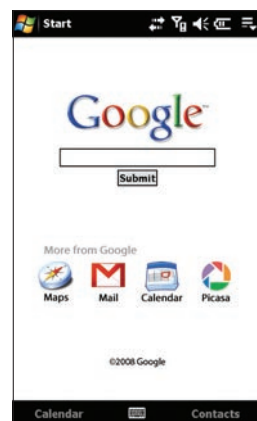 Start
Google
Submit
More from Google
Maps Mail Calendar Picasa
©2008 Google
Calendar Contacts